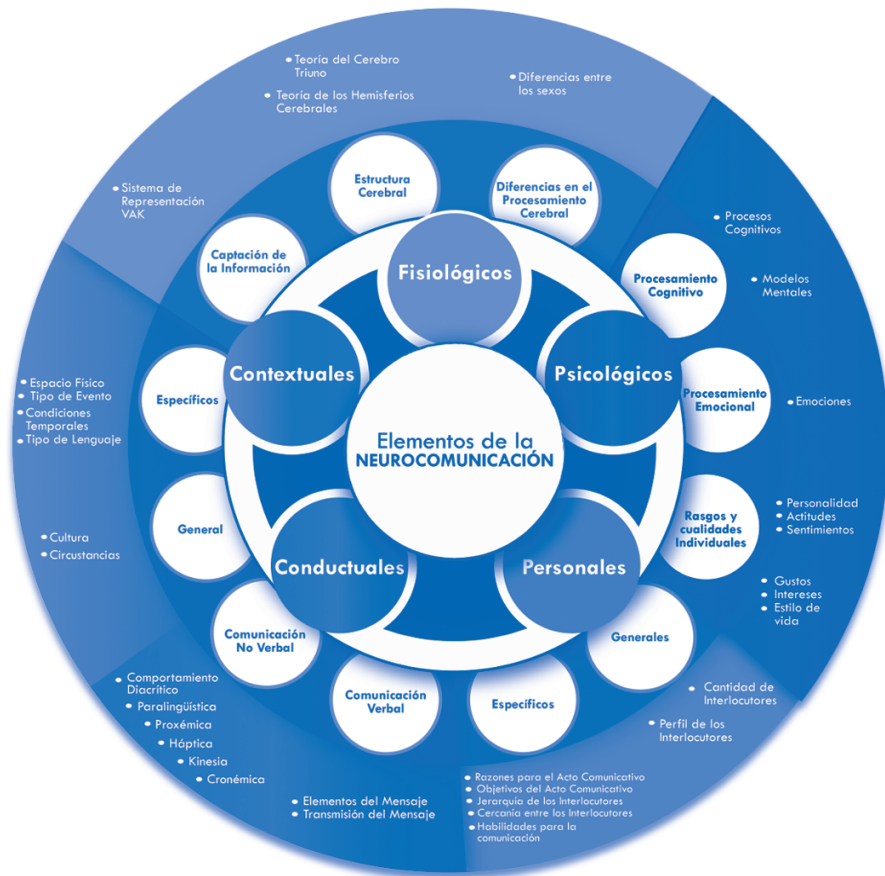 Elementos de la
NEUROCOMUNICACIÓN
Fisiológicos
Captación de
la Información
• Sistema de
Representación
VAK
Estructura
Cerebral
• Teoría del Cerebro
Triuno
• Teoría de los Hemisferios
Cerebrales
Diferencias en el
Procesamiento
Cerebral
• Diferencias entre
los sexos
Psicológicos
Procesamiento
Cognitivo
• Procesos
Cognitivos
• Modelos
Mentales
Procesamiento
Emocional
• Emociones
Rasgos y
cualidades
Individuales
• Personalidad
• Actitudes
• Sentimientos
• Gustos
• Intereses
• Estilo de
vida
Personales
Generales
• Cantidad de
Interlocutores
• Perfil de los
Interlocutores
Específicos
• Razones para el Acto Comunicativo
• Objetivos del Acto Comunicativo
• Jerarquía de los Interlocutores
• Cercanía entre los Interlocutores
• Habilidades para la
comunicación
Conductuales
Comunicación
Verbal
• Elementos del Mensaje
• Transmisión del Mensaje
Comunicación
No Verbal
• Comportamiento
Diacrítico
• Paralingüística
• Proxémica
• Háptica
• Kinesia
• Cronémica
Contextuales
General
• Cultura
• Circustancias
Específicos
• Espacio Físico
• Tipo de Evento
• Condiciones
Temporales
• Tipo de Lenguaje